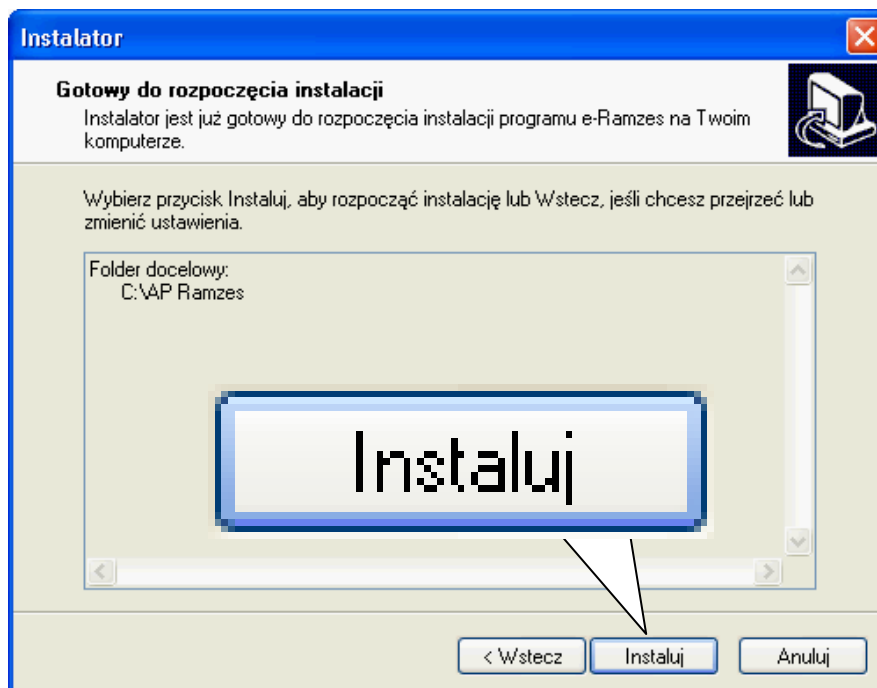 Instalator
Gotowy do rozpoczęcia instalacji
Instalator jest już gotowy do rozpoczęcia instalacji programu e-Ramzes na Twoim
komputerze.
Wybierz przycisk Instaluj, aby rozpocząć instalację lub Wstecz, jeśli chcesz przejrzeć lub
zmienić ustawienia.
Folder docelowy:
C:\AP Ramzes
Instaluj
< Wstecz
Instaluj
Anuluj